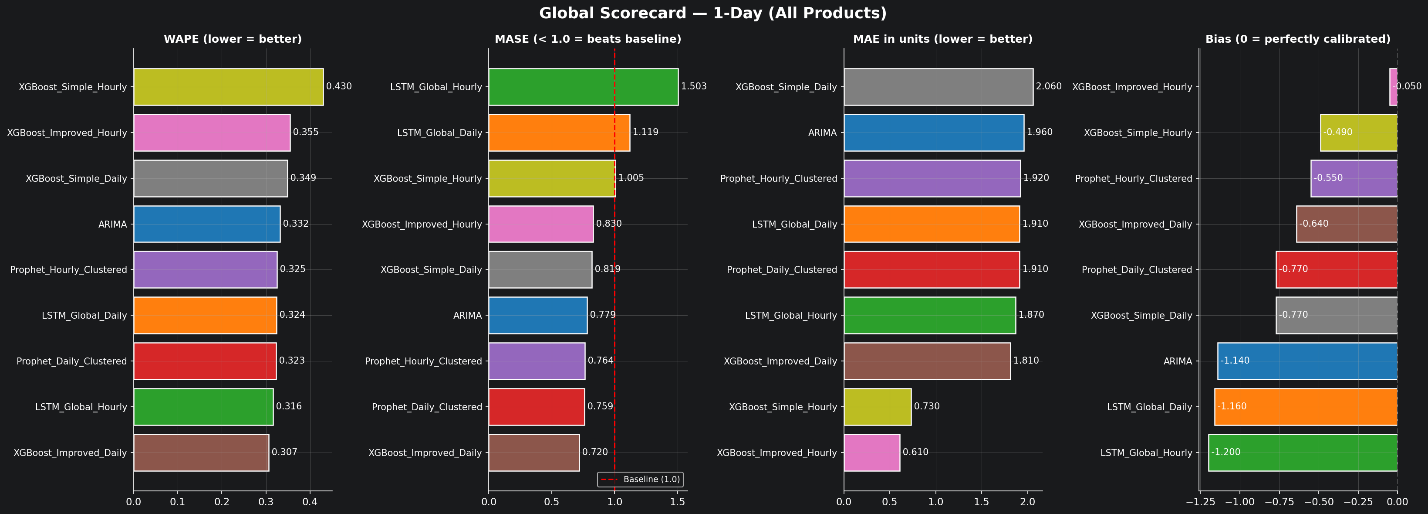 Global Scorecard — 1-Day (All Products)
WAPE (lower = better)
XGBoost_Simple_Hourly 0.430
XGBoost_Improved_Hourly 0.355
XGBoost_Simple_Daily 0.349
ARIMA 0.332
Prophet_Hourly_Clustered 0.325
LSTM_Global_Daily 0.324
Prophet_Daily_Clustered 0.323
LSTM_Global_Hourly 0.316
XGBoost_Improved_Daily 0.307
0.0 0.1 0.2 0.3 0.4
MASE (< 1.0 = beats baseline)
LSTM_Global_Hourly 1.503
LSTM_Global_Daily 1.119
XGBoost_Simple_Hourly 1.005
XGBoost_Improved_Hourly 0.830
XGBoost_Simple_Daily 0.819
ARIMA 0.779
Prophet_Hourly_Clustered 0.764
Prophet_Daily_Clustered 0.759
XGBoost_Improved_Daily 0.720
Baseline (1.0)
0.0 0.5 1.0 1.5
MAE in units (lower = better)
XGBoost_Simple_Daily 2.060
ARIMA 1.960
Prophet_Hourly_Clustered 1.920
LSTM_Global_Daily 1.910
Prophet_Daily_Clustered 1.910
LSTM_Global_Hourly 1.870
XGBoost_Improved_Daily 1.810
XGBoost_Simple_Hourly 0.730
XGBoost_Improved_Hourly 0.610
0.0 0.5 1.0 1.5 2.0
Bias (0 = perfectly calibrated)
XGBoost_Improved_Hourly -0.050
XGBoost_Simple_Hourly -0.490
Prophet_Hourly_Clustered -0.550
XGBoost_Improved_Daily -0.640
Prophet_Daily_Clustered -0.770
XGBoost_Simple_Daily -0.770
ARIMA -1.140
LSTM_Global_Daily -1.160
LSTM_Global_Hourly -1.200
−1.25 −1.00 −0.75 −0.50 −0.25 0.00